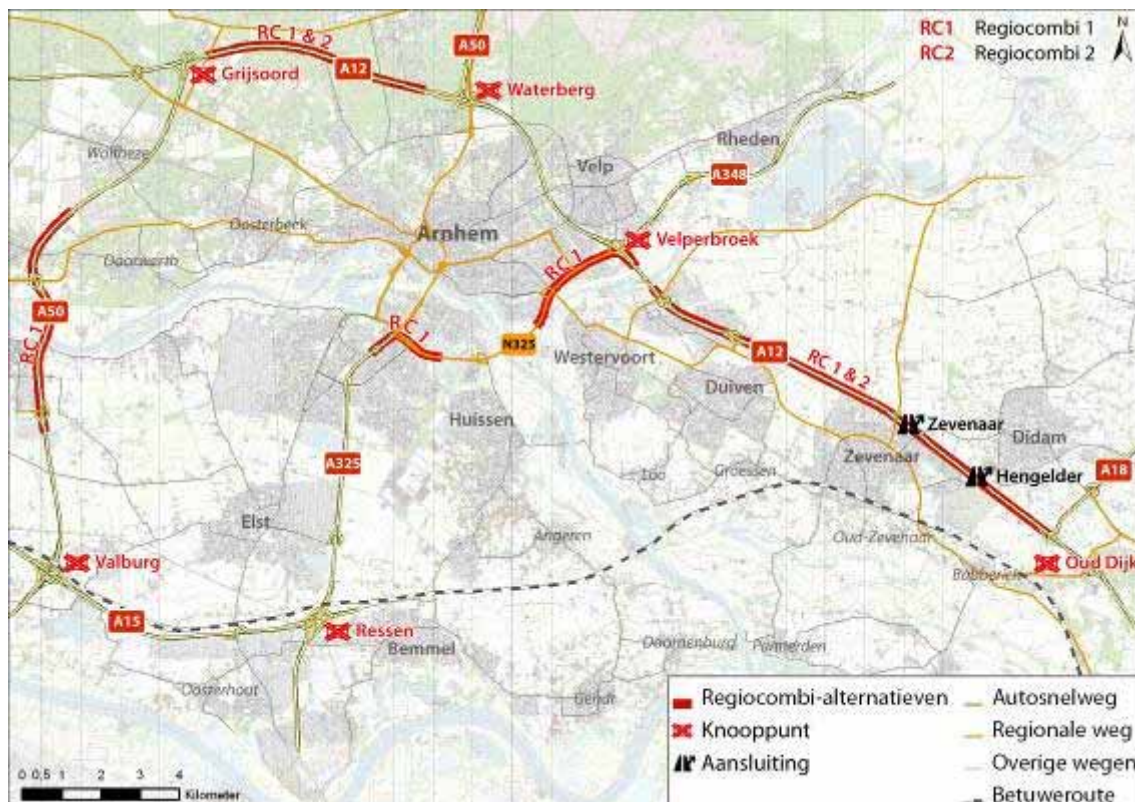 RC 1 & 2
A50
RC1 Regiocombi 1
N
RC2 Regiocombi 2
Grijsoord
A12
Waterberg
Rheden
Wolfheze
Velp
A348
Oosterbeek
Arnhem
Velperbroek
Doorwerth
RC 1
A50
RC 1
RC 1
N325
Westervoort
A12
RC 1 & 2
Duiven
Huissen
Zevenaar
Didam
Zevenaar
A325
Loo
Groessen
Hengelder
A18
Elst
Angeren
Oud-Zevenaar
Valburg
Babberich
Oud Dijk
A15
Ressen
Bemmel
Doornenburg
Pannerden
Oosterhout
Gendt
Regiocombi-alternatieven
Knooppunt
Aansluiting
Autosnelweg
Regionale weg
Overige wegen
Betuweroute
0 0,5 1 2 3 4
Kilometer